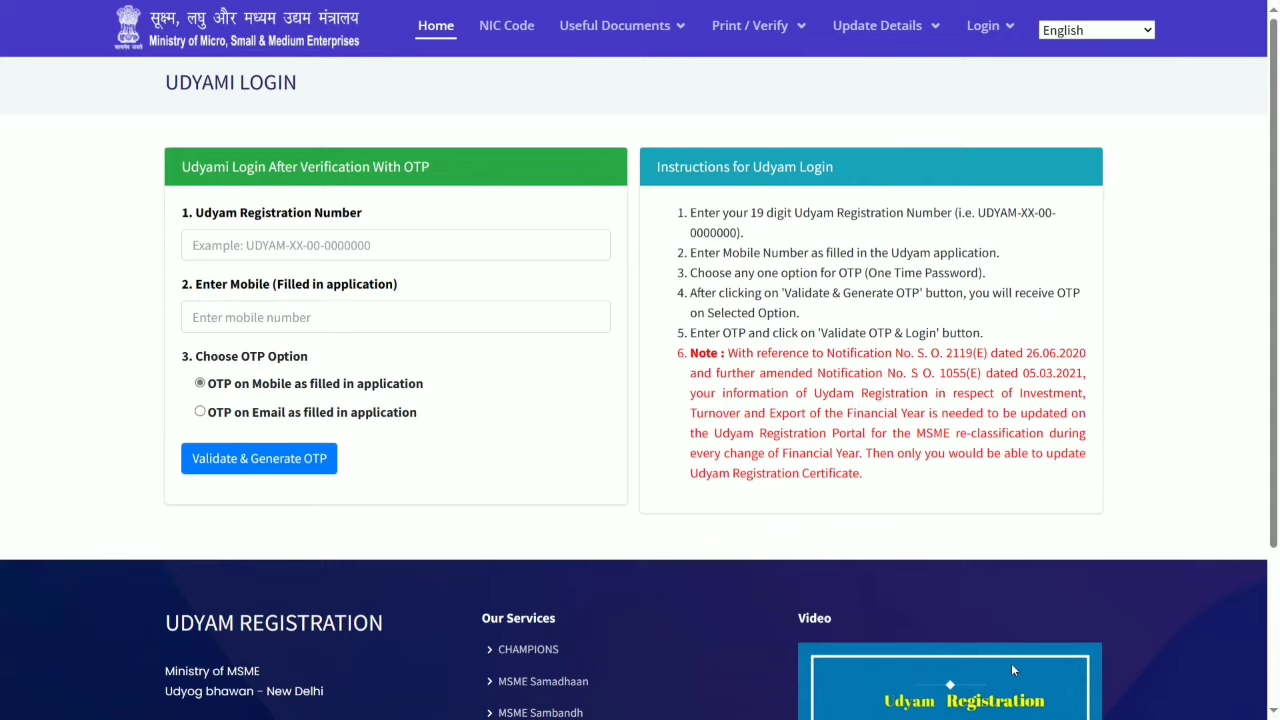 सूक्ष्म, लघु और मध्यम उद्यम मंत्रालय
Ministry of Micro, Small & Medium Enterprises
Home
NIC Code
Useful Documents
Print / Verify
Update Details
Login
English
UDYAMI LOGIN
Udyami Login After Verification With OTP
1. Udyam Registration Number
Example: UDYAM-XX-00-0000000
2. Enter Mobile (Filled in application)
Enter mobile number
3. Choose OTP Option
OTP on Mobile as filled in application
OTP on Email as filled in application
Validate & Generate OTP
Instructions for Udyam Login
1. Enter your 19 digit Udyam Registration Number (i.e. UDYAM-XX-00-
0000000).
2. Enter Mobile Number as filled in the Udyam application.
3. Choose any one option for OTP (One Time Password).
4. After clicking on 'Validate & Generate OTP' button, you will receive OTP
on Selected Option.
5. Enter OTP and click on 'Validate OTP & Login' button.
6. Note : With reference to Notification No. S. O. 2119(E) dated 26.06.2020
and further amended Notification No. S O. 1055(E) dated 05.03.2021,
your information of Uydam Registration in respect of Investment,
Turnover and Export of the Financial Year is needed to be updated on
the Udyam Registration Portal for the MSME re-classification during
every change of Financial Year. Then only you would be able to update
Udyam Registration Certificate.
UDYAM REGISTRATION
Ministry of MSME
Udyog bhawan - New Delhi
Our Services
CHAMPIONS
MSME Samadhaan
MSME Sambandh
Video
Udyam Registration